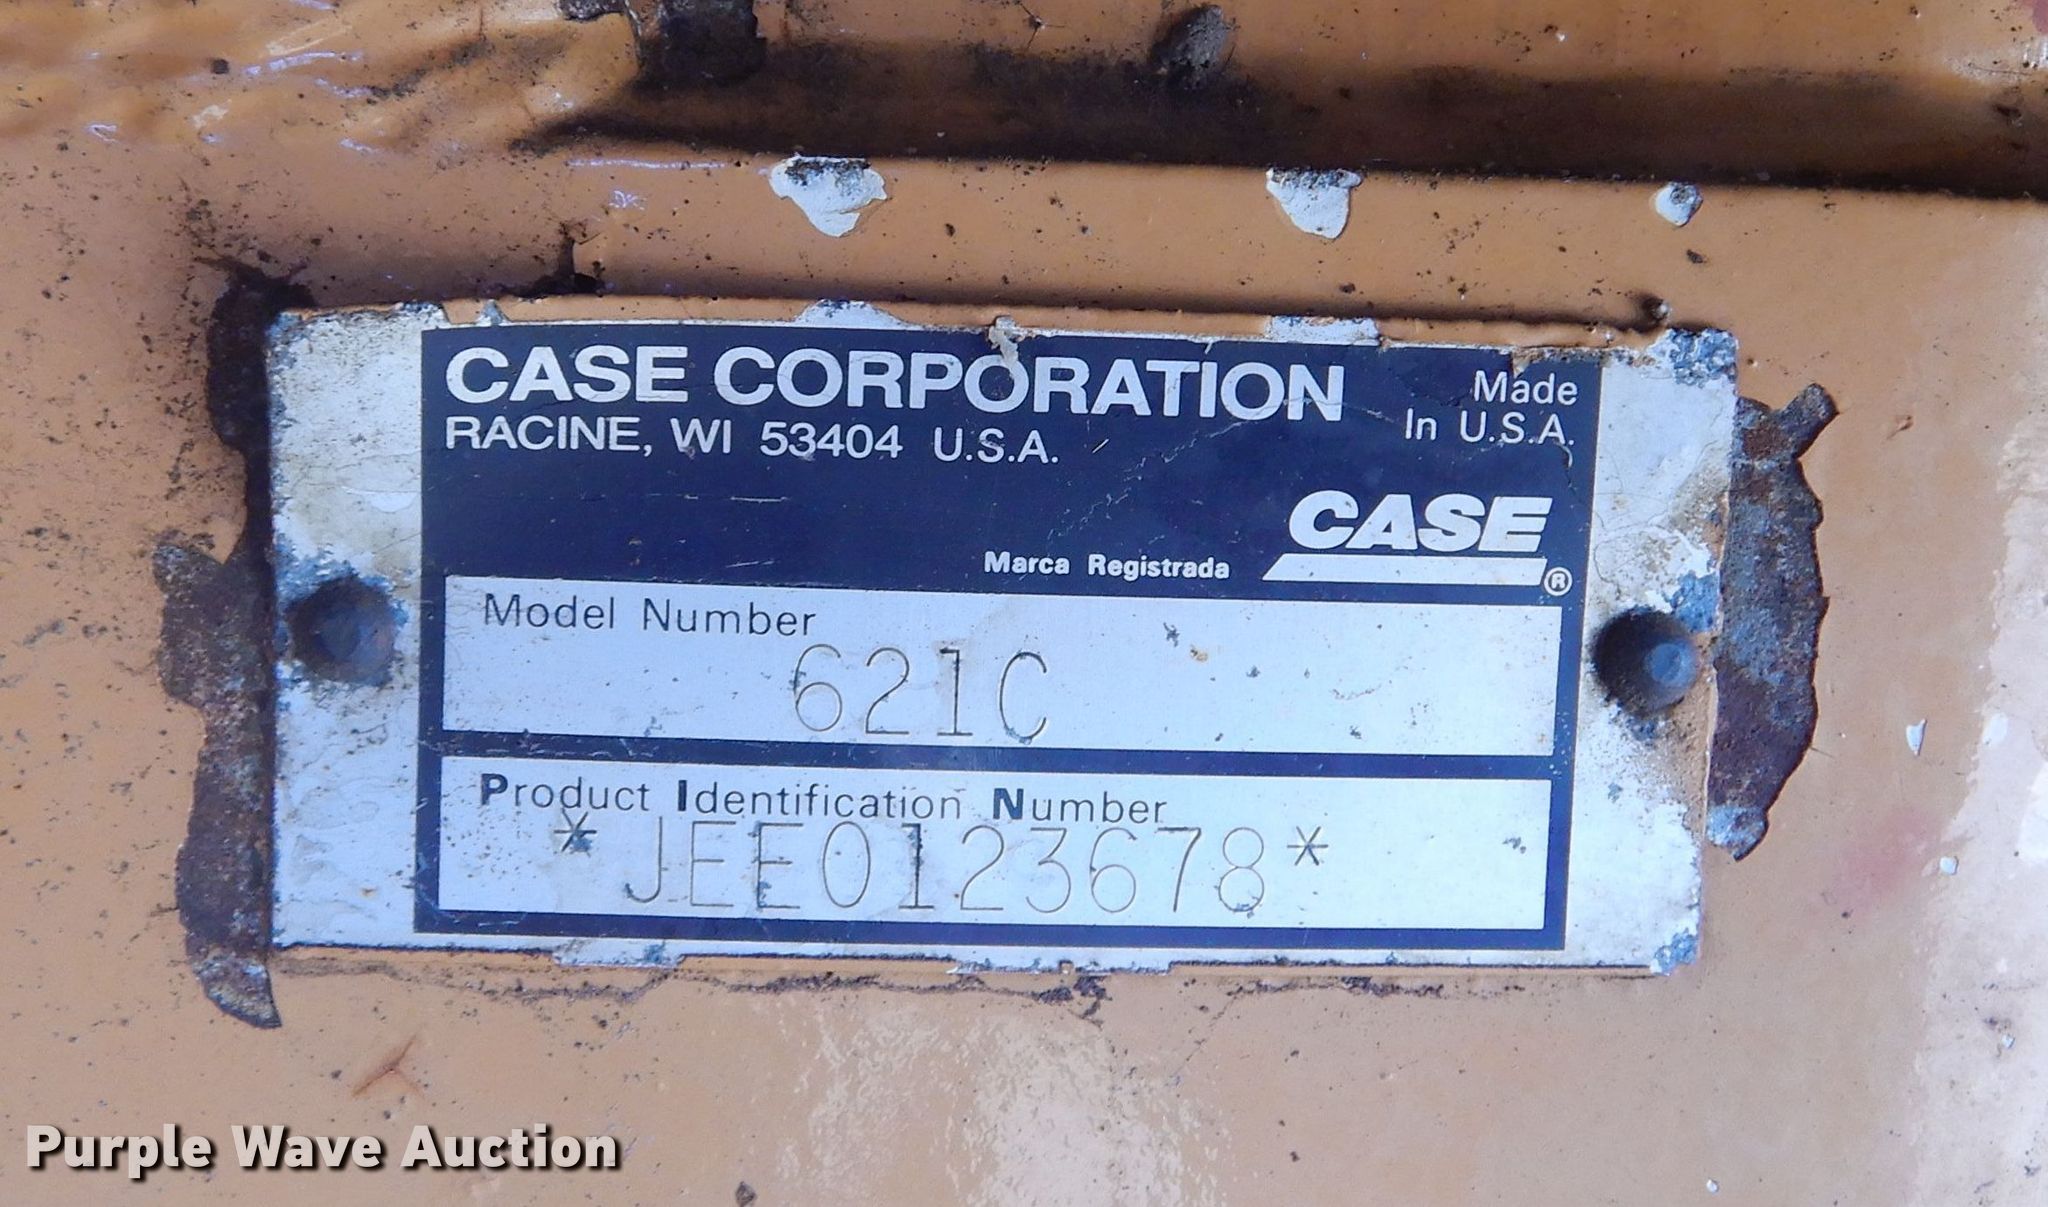 CASE CORPORATION
RACINE, WI 53404 U.S.A.
Made
In U.S.A.
CASE
Marca Registrada
®
Model Number
621C
Product Identification Number
*JEE0123678*
Purple Wave Auction